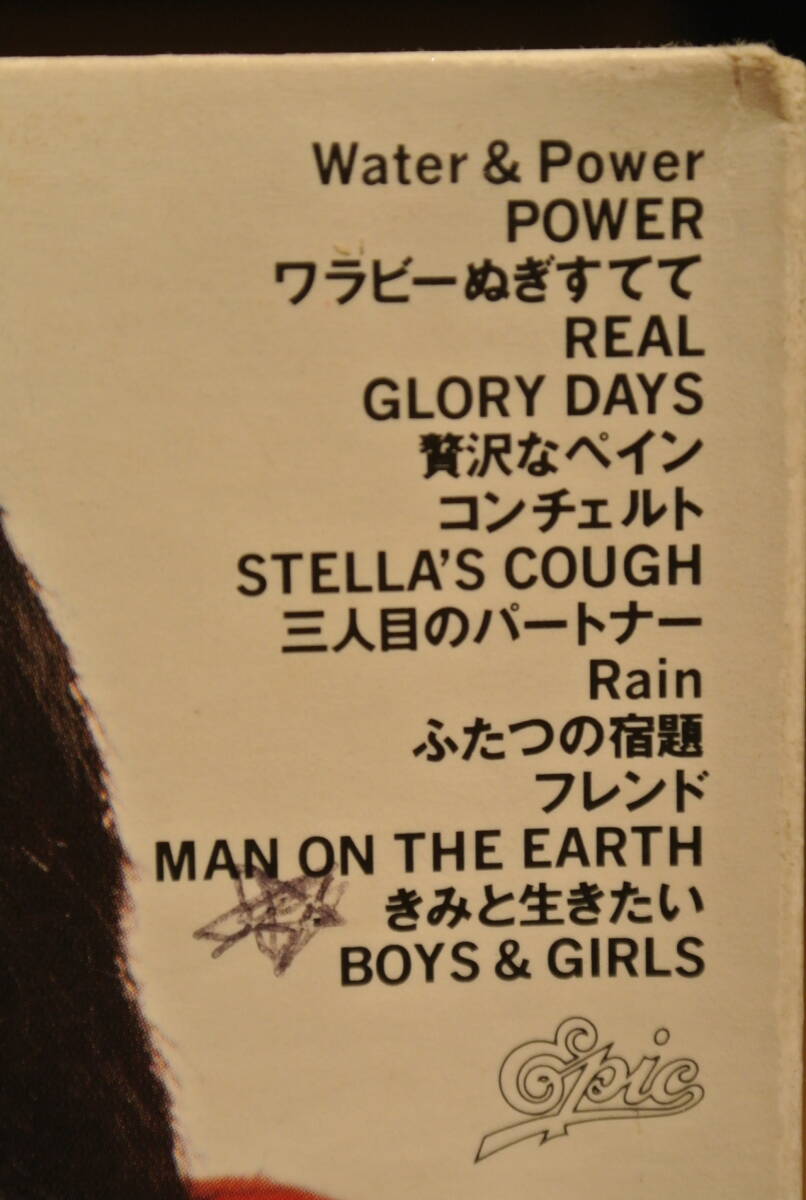 Water & Power
POWER
ワラビーぬぎすてて
REAL
GLORY DAYS
贅沢なペイン
コンチェルト
STELLA'S COUGH
三人目のパートナー
Rain
ふたつの宿題
フレンド
MAN ON THE EARTH
きみと生きたい
BOYS & GIRLS
Epic